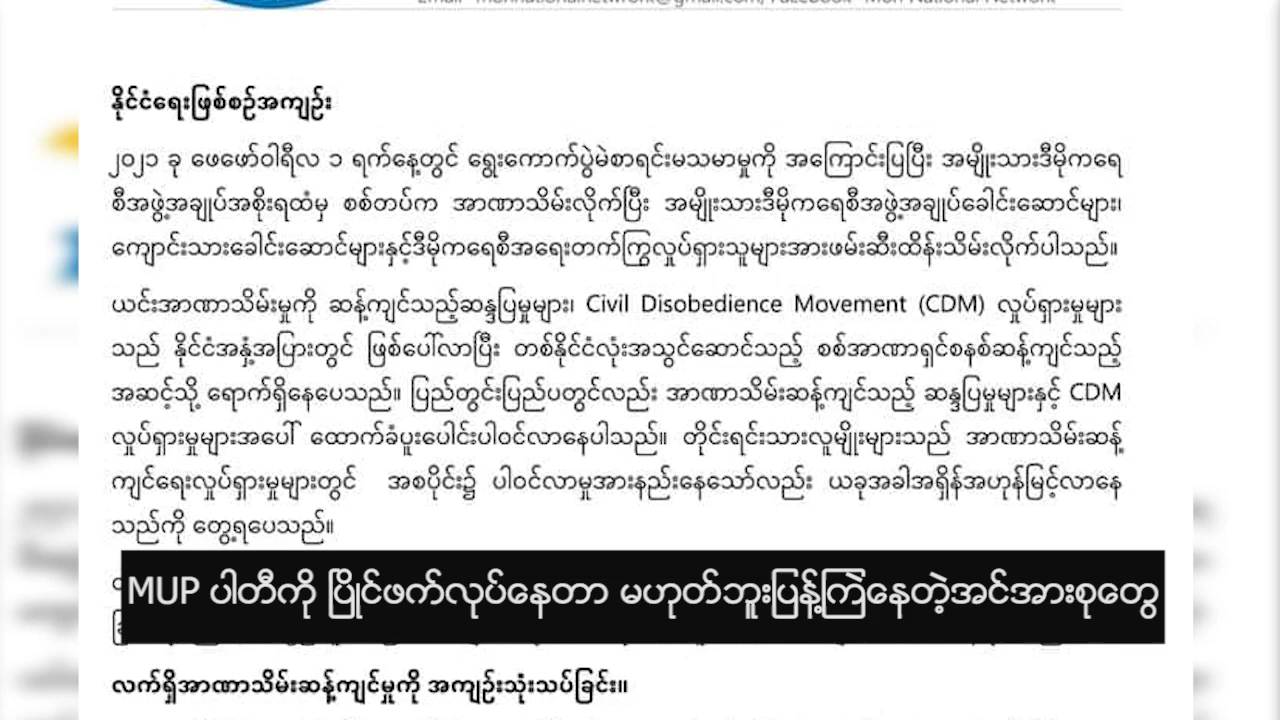 နိုင်ငံရေးဖြစ်စဉ်အကျဉ်း
၂၀၂၁ ခု ဖေဖော်ဝါရီလ ၁ ရက်နေ့တွင် ရွေးကောက်ပွဲမဲစာရင်းမသမာမှုကို အကြောင်းပြပြီး အမျိုးသားဒီမိုကရေ
စီအဖွဲ့အချုပ်အစိုးရထံမှ စစ်တပ်က အာဏာသိမ်းလိုက်ပြီး အမျိုးသားဒီမိုကရေစီအဖွဲ့ချုပ်ခေါင်းဆောင်များ၊
ကျောင်းသားခေါင်းဆောင်များနှင့်ဒီမိုကရေစီအရေးတက်ကြွလှုပ်ရှားသူများအားဖမ်းဆီးထိန်းသိမ်းလိုက်ပါသည်။
ယင်းအာဏာသိမ်းမှုကို ဆန့်ကျင်သည့်ဆန္ဒပြမှုများ၊ Civil Disobedience Movement (CDM) လှုပ်ရှားမှုများ
သည် နိုင်ငံအနှံ့အပြားတွင် ဖြစ်ပေါ်လာပြီး တစ်နိုင်ငံလုံးအသွင်ဆောင်သည့် စစ်အာဏာရှင်စနစ်ဆန့်ကျင်သည့်
အဆင့်သို့ ရောက်ရှိနေပေသည်။ ပြည်တွင်းပြည်ပတွင်လည်း အာဏာသိမ်းဆန့်ကျင်သည့် ဆန္ဒပြမှုများနှင့် CDM
လှုပ်ရှားမှုများအပေါ် ထောက်ခံပူးပေါင်းပါဝင်လာနေပါသည်။ တိုင်းရင်းသားလူမျိုးများသည် အာဏာသိမ်းဆန့်
ကျင်ရေးလှုပ်ရှားမှုများတွင် အစပိုင်း၌ ပါဝင်လာမှုအားနည်းနေသော်လည်း ယခုအခါအရှိန်အဟုန်မြင့်လာနေ
သည်ကို တွေ့ရပေသည်။
MUP ပါတီကို ပြိုင်ဖက်လုပ်နေတာ မဟုတ်ဘူးပြန့်ကြဲနေတဲ့အင်အားစုတွေ
လက်ရှိအာဏာသိမ်းဆန့်ကျင်မှုကို အကျဉ်းသုံးသပ်ခြင်း။